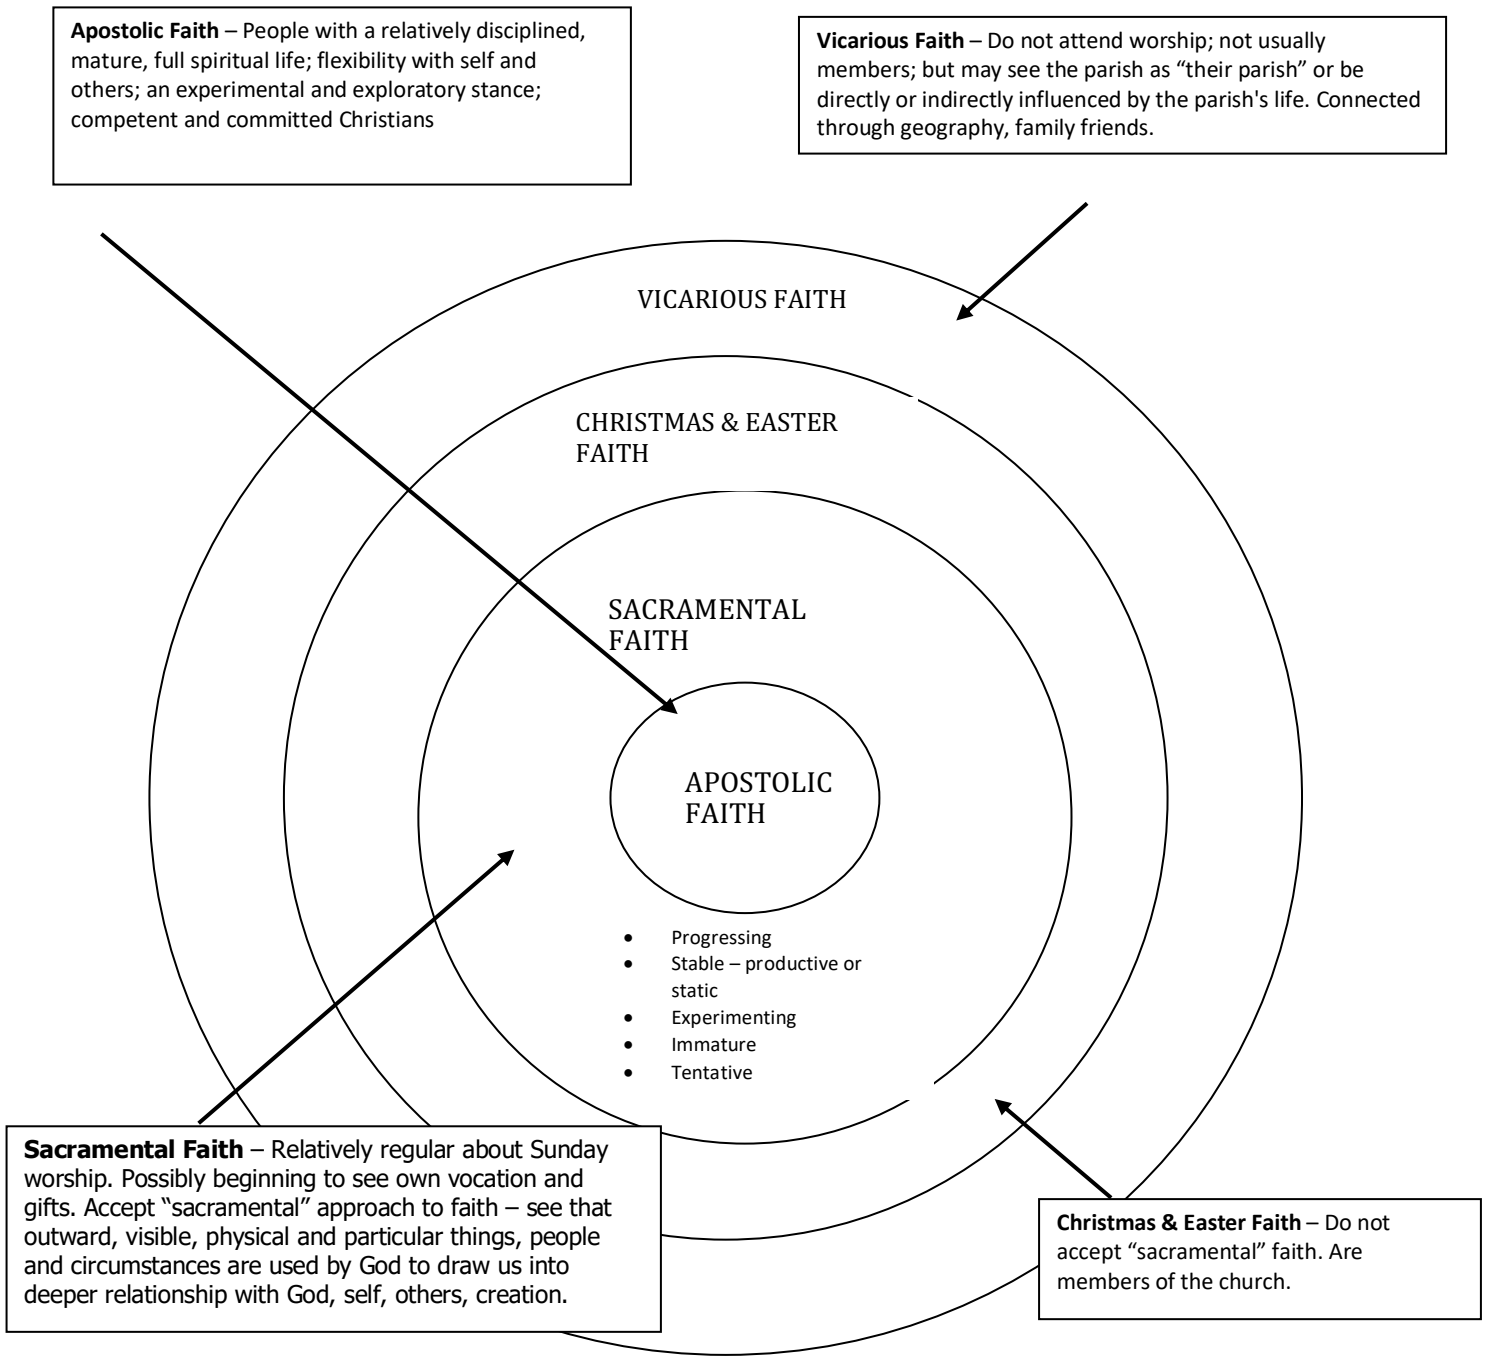 Apostolic Faith – People with a relatively disciplined,
mature, full spiritual life; flexibility with self and
others; an experimental and exploratory stance;
competent and committed Christians
Vicarious Faith – Do not attend worship; not usually
members; but may see the parish as “their parish” or be
directly or indirectly influenced by the parish's life. Connected
through geography, family friends.
VICARIOUS FAITH
CHRISTMAS & EASTER
FAITH
SACRAMENTAL
FAITH
APOSTOLIC
FAITH
• Progressing
• Stable – productive or
static
• Experimenting
• Immature
• Tentative
Sacramental Faith – Relatively regular about Sunday
worship. Possibly beginning to see own vocation and
gifts. Accept “sacramental” approach to faith – see that
outward, visible, physical and particular things, people
and circumstances are used by God to draw us into
deeper relationship with God, self, others, creation.
Christmas & Easter Faith – Do not
accept “sacramental” faith. Are
members of the church.